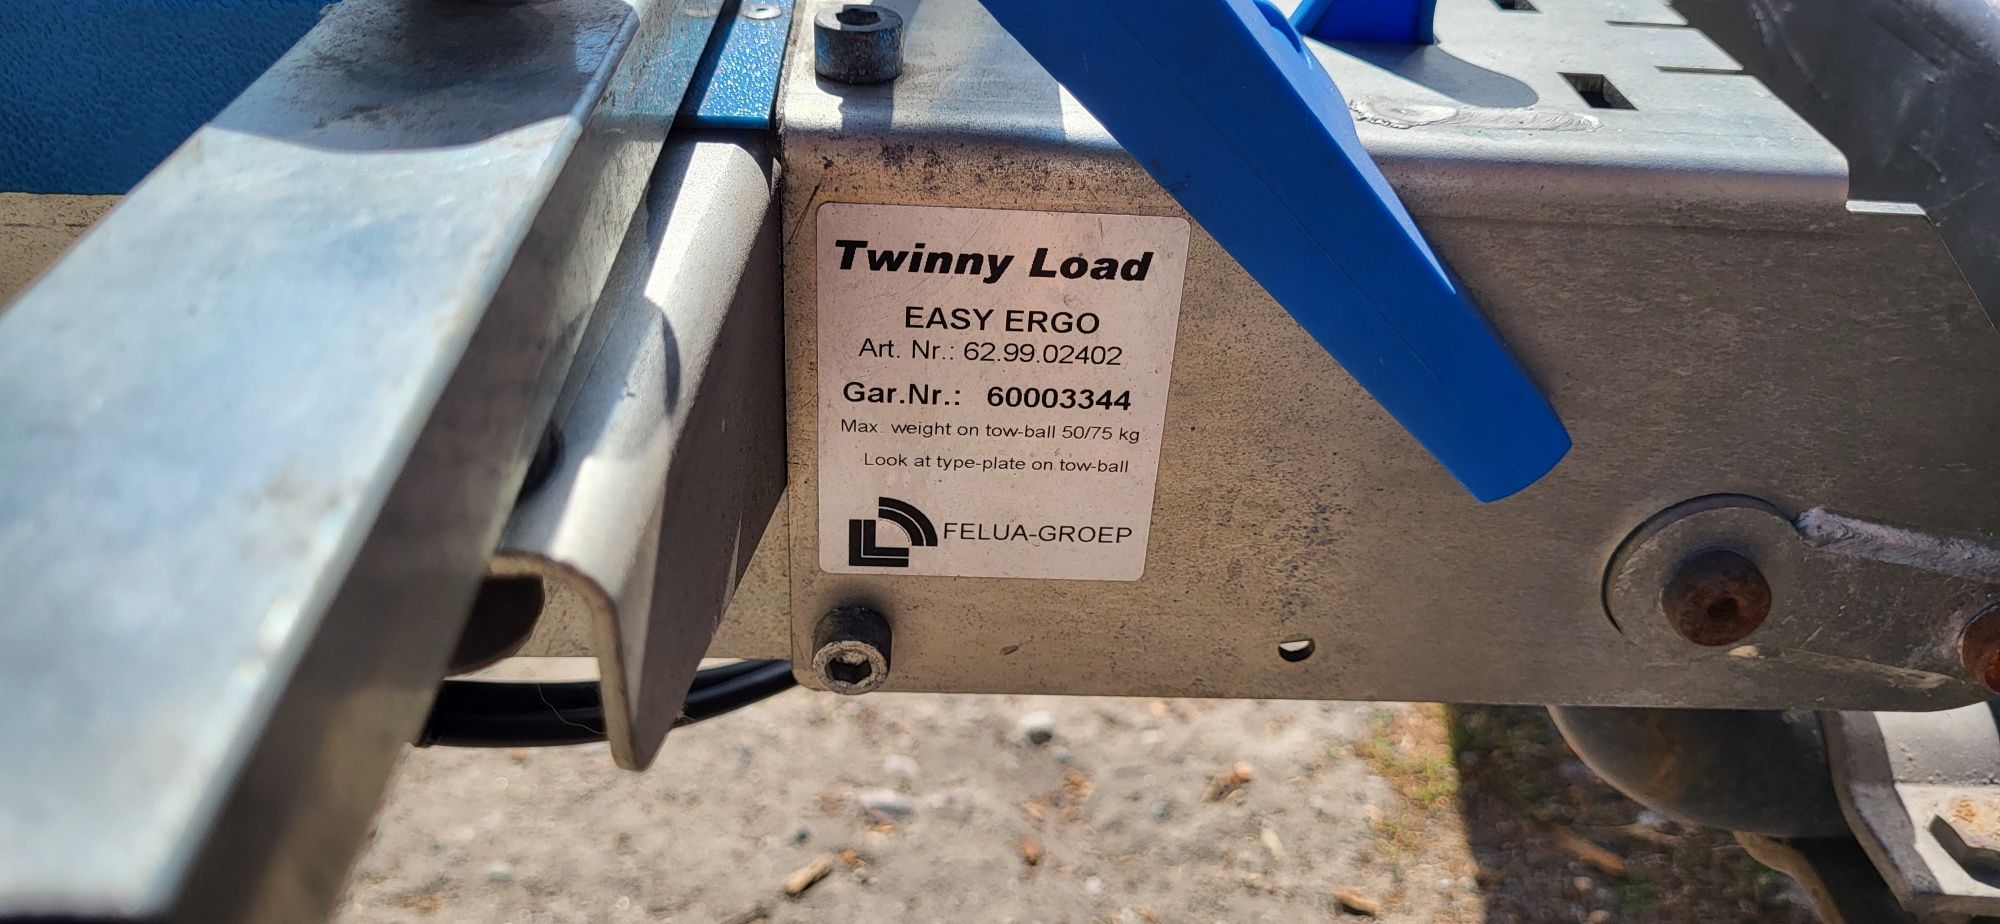 Twinny Load
EASY ERGO
Art. Nr.: 62.99.02402
Gar.Nr.: 60003344
Max. weight on tow-ball 50/75 kg
Look at type-plate on tow-ball
FELUA-GROEP